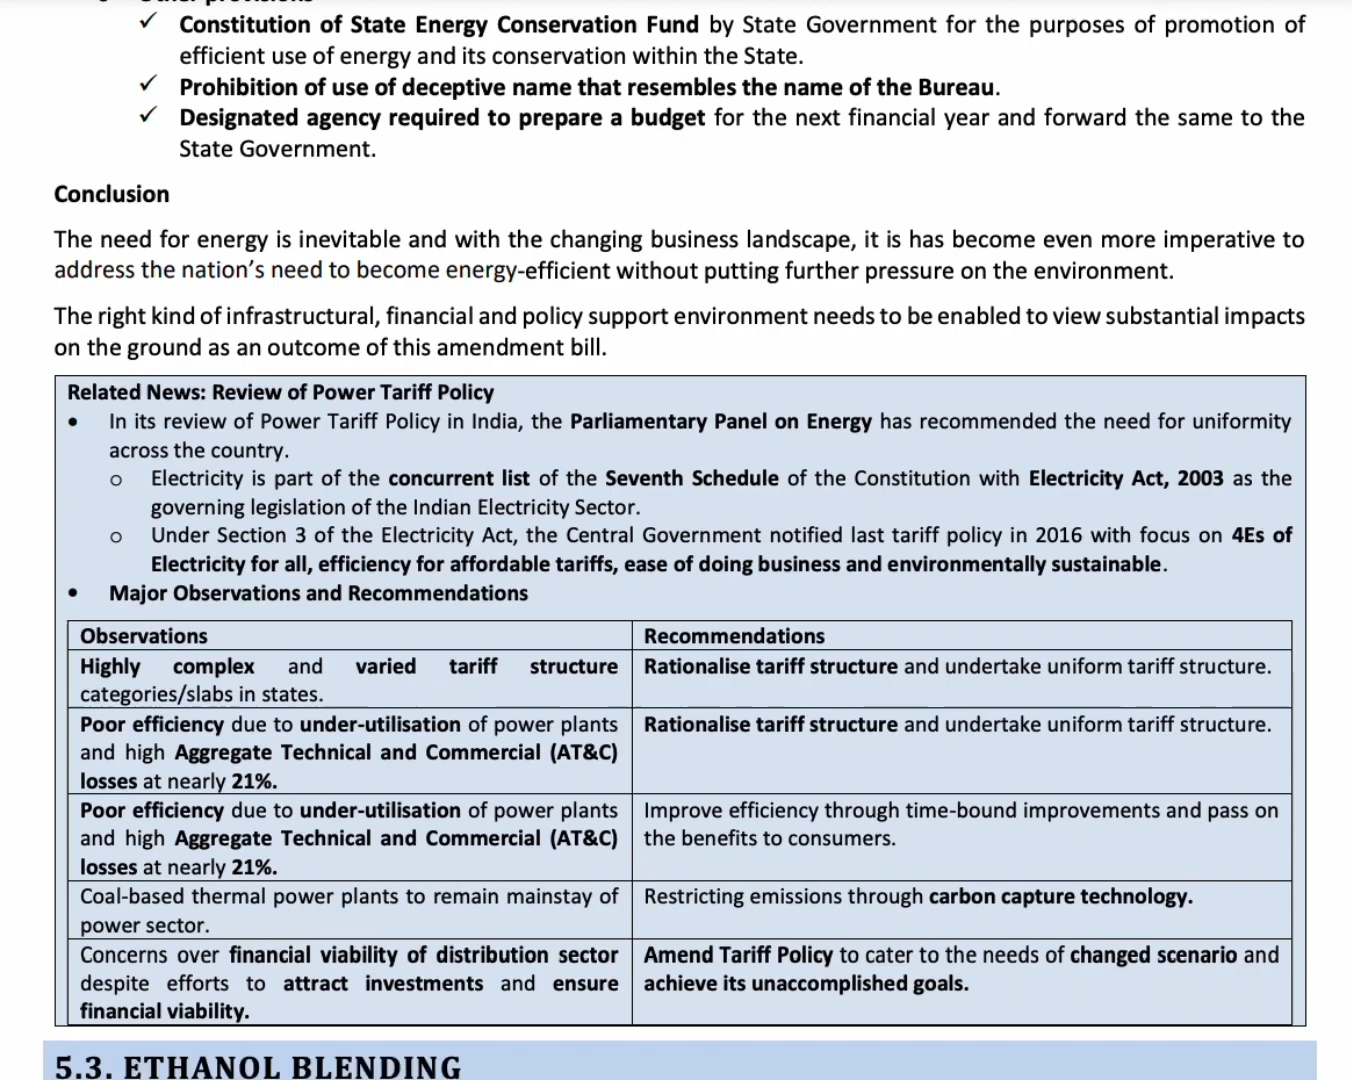 Other provisions
✓ Constitution of State Energy Conservation Fund by State Government for the purposes of promotion of
efficient use of energy and its conservation within the State.
✓ Prohibition of use of deceptive name that resembles the name of the Bureau.
✓ Designated agency required to prepare a budget for the next financial year and forward the same to the
State Government.
Conclusion
The need for energy is inevitable and with the changing business landscape, it is has become even more imperative to
address the nation's need to become energy-efficient without putting further pressure on the environment.
The right kind of infrastructural, financial and policy support environment needs to be enabled to view substantial impacts
on the ground as an outcome of this amendment bill.
Related News: Review of Power Tariff Policy
• In its review of Power Tariff Policy in India, the Parliamentary Panel on Energy has recommended the need for uniformity
across the country.
o Electricity is part of the concurrent list of the Seventh Schedule of the Constitution with Electricity Act, 2003 as the
governing legislation of the Indian Electricity Sector.
o Under Section 3 of the Electricity Act, the Central Government notified last tariff policy in 2016 with focus on 4Es of
Electricity for all, efficiency for affordable tariffs, ease of doing business and environmentally sustainable.
• Major Observations and Recommendations
Observations
Recommendations
Highly complex and varied tariff structure
categories/slabs in states.
Rationalise tariff structure and undertake uniform tariff structure.
Poor efficiency due to under-utilisation of power plants
and high Aggregate Technical and Commercial (AT&C)
losses at nearly 21%.
Rationalise tariff structure and undertake uniform tariff structure.
Poor efficiency due to under-utilisation of power plants
and high Aggregate Technical and Commercial (AT&C)
losses at nearly 21%.
Improve efficiency through time-bound improvements and pass on
the benefits to consumers.
Coal-based thermal power plants to remain mainstay of
power sector.
Restricting emissions through carbon capture technology.
Concerns over financial viability of distribution sector
despite efforts to attract investments and ensure
financial viability.
Amend Tariff Policy to cater to the needs of changed scenario and
achieve its unaccomplished goals.
5.3. ETHANOL BLENDING